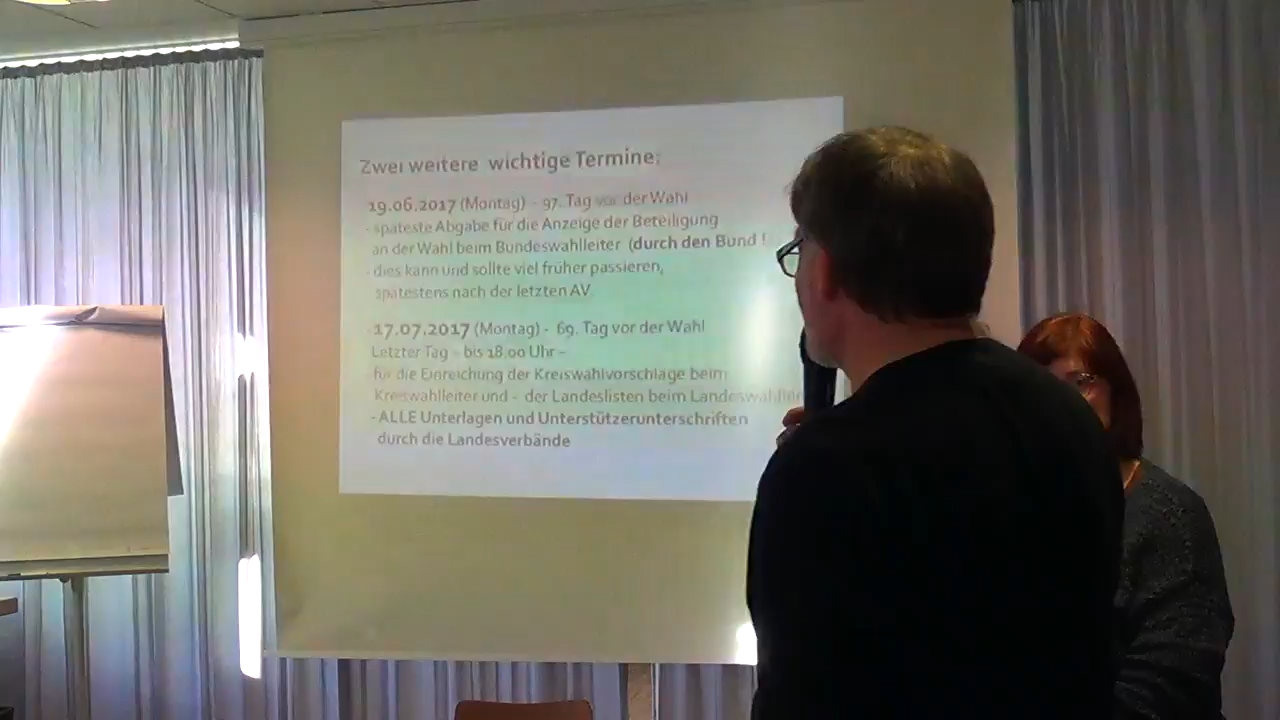 Zwei weitere wichtige Termine:
19.06.2017 (Montag) - 97. Tag vor der Wahl
- späteste Abgabe für die Anzeige der Beteiligung
an der Wahl beim Bundeswahlleiter (durch den Bund !
- dies kann und sollte viel früher passieren,
spätestens nach der letzten AV.
17.07.2017 (Montag) - 69. Tag vor der Wahl
Letzter Tag - bis 18.00 Uhr -
für die Einreichung der Kreiswahlvorschläge beim
Kreiswahlleiter und - der Landeslisten beim
- ALLE Unterlagen und Unterstützerunterschriften
durch die Landesverbände